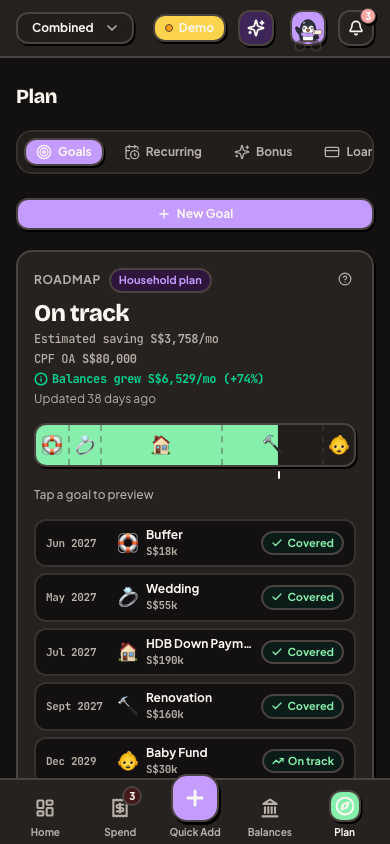 Combined
Demo
3
Plan
Goals
Recurring
Bonus
Loan
+ New Goal
ROADMAP
Household plan
On track
Estimated saving S$3,758/mo
CPF OA S$80,000
Balances grew S$6,529/mo (+74%)
Updated 38 days ago
Tap a goal to preview
Jun 2027
Buffer
S$18k
Covered
May 2027
Wedding
S$55k
Covered
Jul 2027
HDB Down Paym...
S$190k
Covered
Sept 2027
Renovation
S$160k
Covered
Dec 2029
Baby Fund
S$30k
On track
Home
3
Spend
Quick Add
Balances
Plan